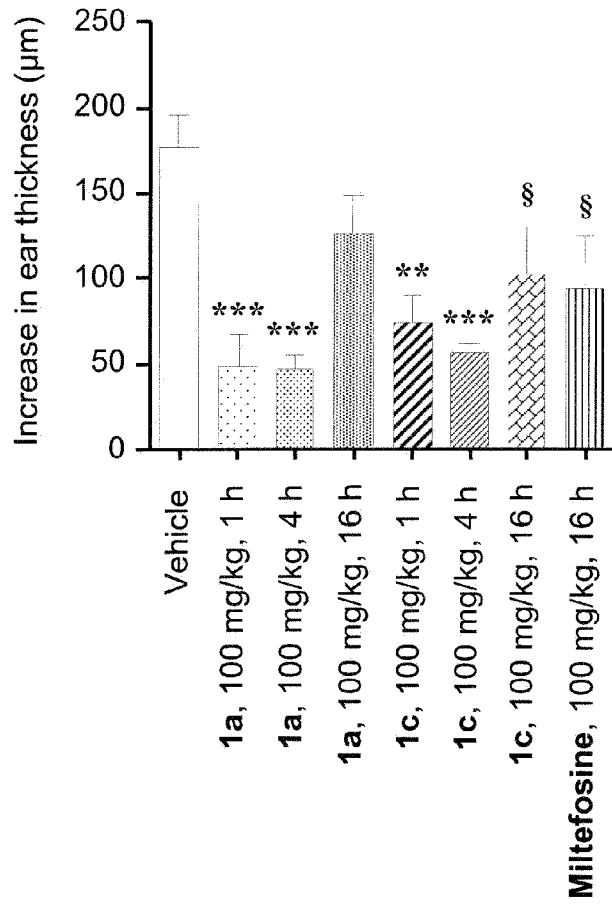 Increase in ear thickness (µm)
250
200
150
100
50
0
***
***
**
***
§
§
Vehicle
1a, 100 mg/kg, 1 h
1a, 100 mg/kg, 4 h
1a, 100 mg/kg, 16 h
1c, 100 mg/kg, 1 h
1c, 100 mg/kg, 4 h
1c, 100 mg/kg, 16 h
Miltefosine, 100 mg/kg, 16 h